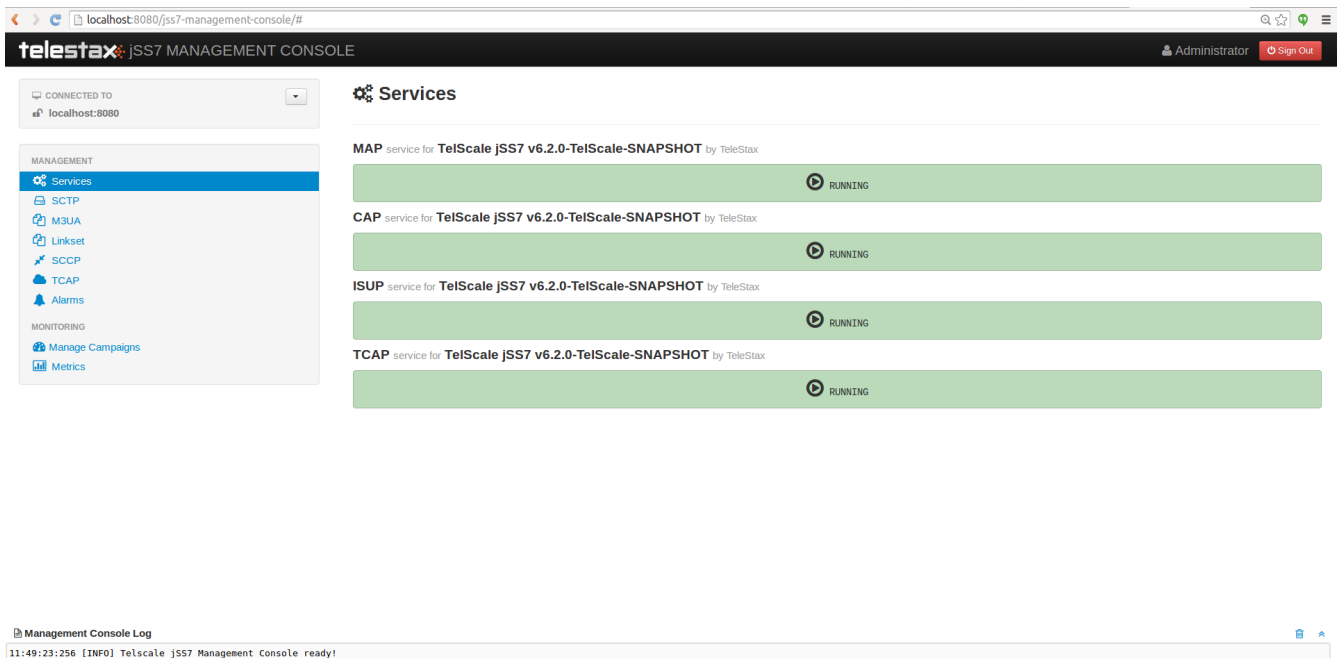 localhost:8080/jss7-management-console/#
telestax jSS7 MANAGEMENT CONSOLE
Administrator
Sign Out
CONNECTED TO
localhost:8080
MANAGEMENT
Services
SCTP
M3UA
Linkset
SCCP
TCAP
Alarms
MONITORING
Manage Campaigns
Metrics
Services
MAP service for TelScale jSS7 v6.2.0-TelScale-SNAPSHOT by TeleStax
RUNNING
CAP service for TelScale jSS7 v6.2.0-TelScale-SNAPSHOT by TeleStax
RUNNING
ISUP service for TelScale jSS7 v6.2.0-TelScale-SNAPSHOT by TeleStax
RUNNING
TCAP service for TelScale jSS7 v6.2.0-TelScale-SNAPSHOT by TeleStax
RUNNING
Management Console Log
11:49:23:256 [INFO] Telscale jSS7 Management Console ready!